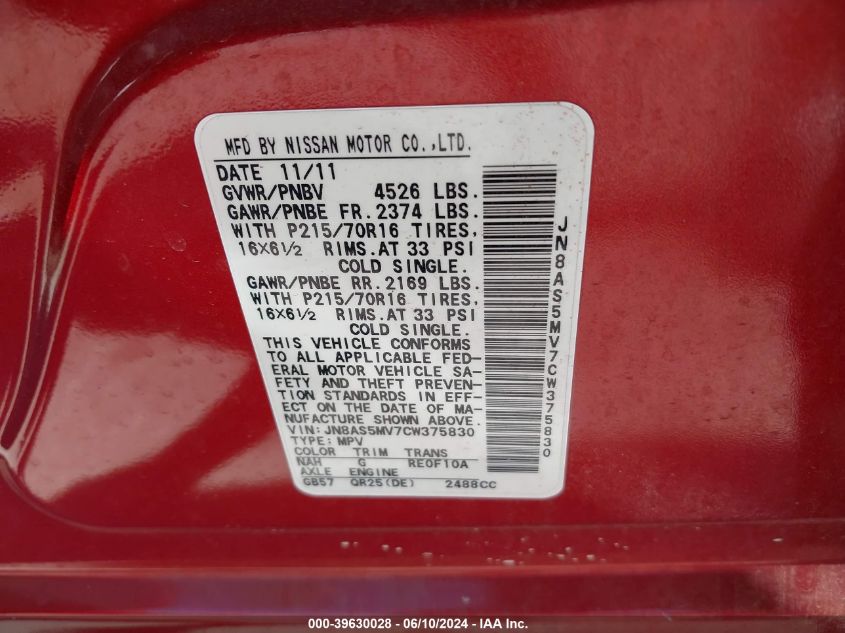 MFD BY NISSAN MOTOR CO.,LTD.
DATE 11/11
GVWR/PNBV 4526 LBS.
GAWR/PNBE FR. 2374 LBS.
WITH P215/70R16 TIRES,
16X6½ RIMS.AT 33 PSI
COLD SINGLE.
GAWR/PNBE RR. 2169 LBS.
WITH P215/70R16 TIRES,
16X6½ RIMS.AT 33 PSI
COLD SINGLE.
THIS VEHICLE CONFORMS
TO ALL APPLICABLE FED-
ERAL MOTOR VEHICLE SA-
FETY AND THEFT PREVEN-
TION STANDARDS IN EFF-
ECT ON THE DATE OF MA-
NUFACTURE SHOWN ABOVE.
VIN: JN8AS5MV7CW375830
TYPE: MPV
COLOR TRIM TRANS
NAH G RE0F10A
AXLE ENGINE
GB57 QR25(DE) 2488CC
JN8AS5MV7CW375830
000-39630028 - 06/10/2024 - IAA Inc.